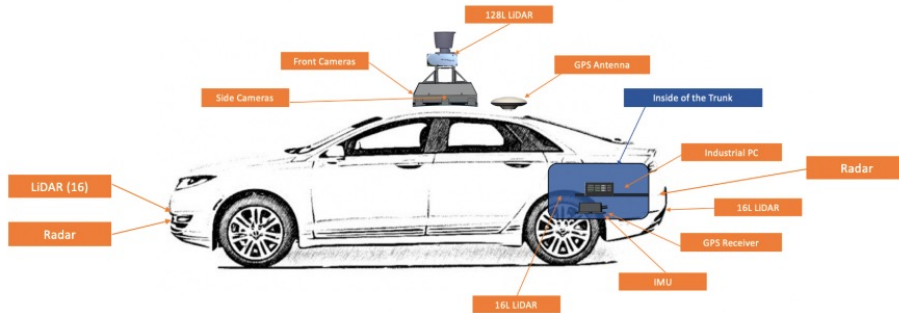 128L LiDAR
Front Cameras
GPS Antenna
Side Cameras
Inside of the Trunk
Industrial PC
Radar
LiDAR (16)
16L LiDAR
Radar
GPS Receiver
IMU
16L LiDAR